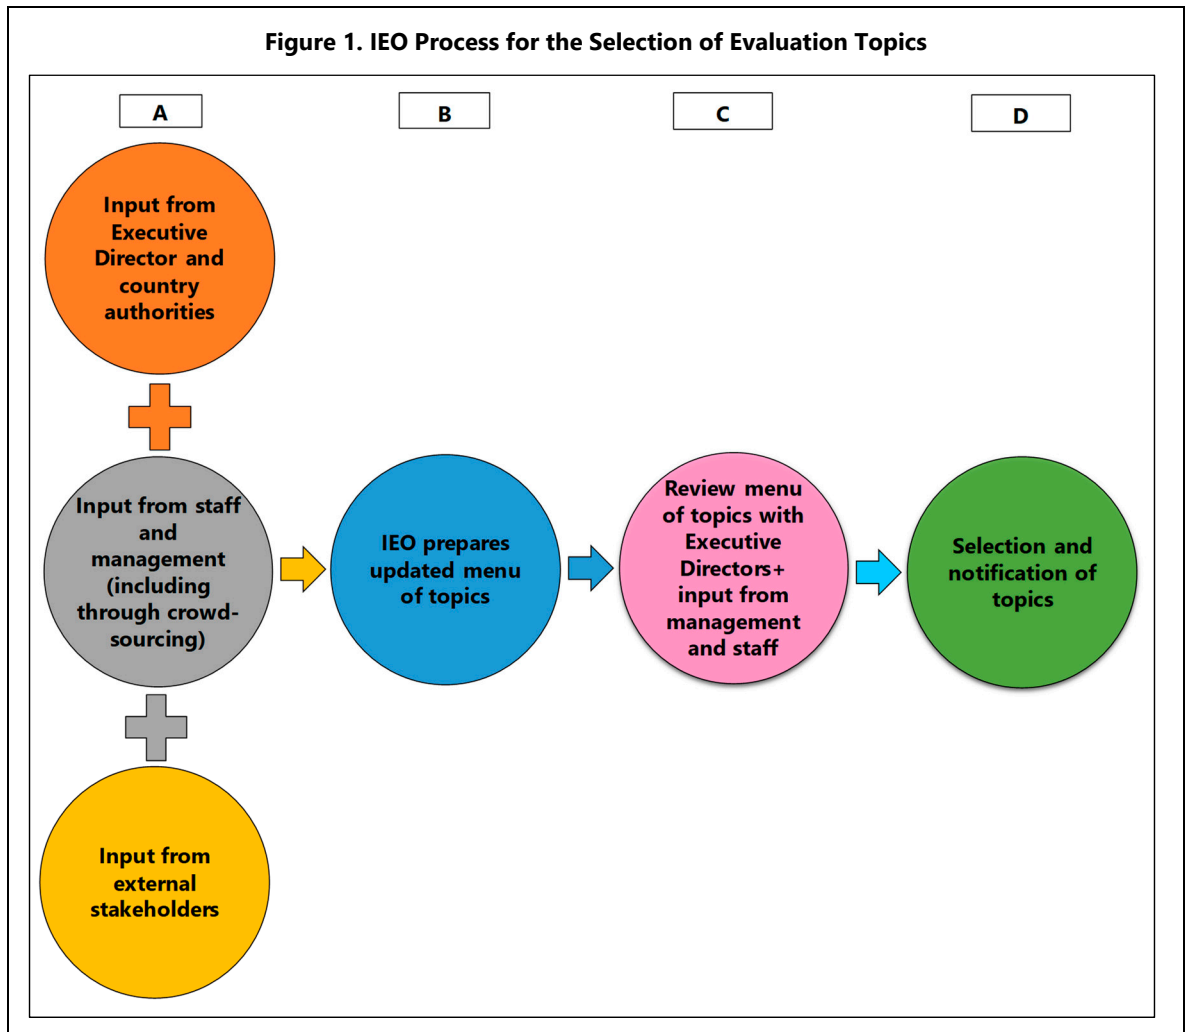 Figure 1. IEO Process for the Selection of Evaluation Topics
A
B
C
D
Input from
Executive
Director and
country
authorities
Input from staff
and
management
(including
through crowd-
sourcing)
IEO prepares
updated menu
of topics
Review menu
of topics with
Executive
Directors+
input from
management
and staff
Selection and
notification of
topics
Input from
external
stakeholders